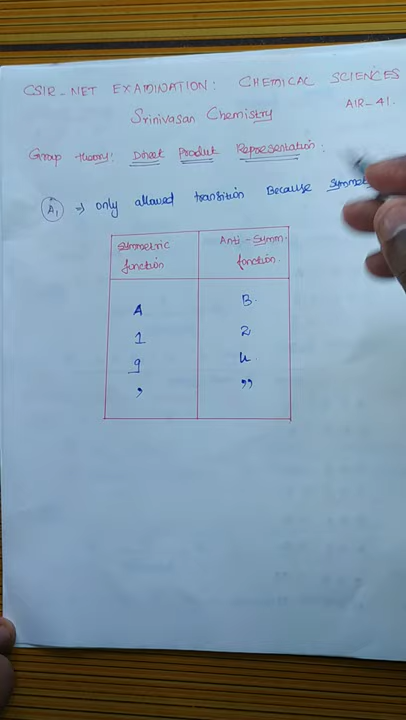 CSIR-NET EXAMINATION: CHEMICAL SCIENCES
Srinivasan Chemistry
AIR-41.
Group theory: Direct Product Representation:
A1 → only allowed transition Because
Symmetric function
Anti-Symm. function.
A B.
1 2
g u.
' ''